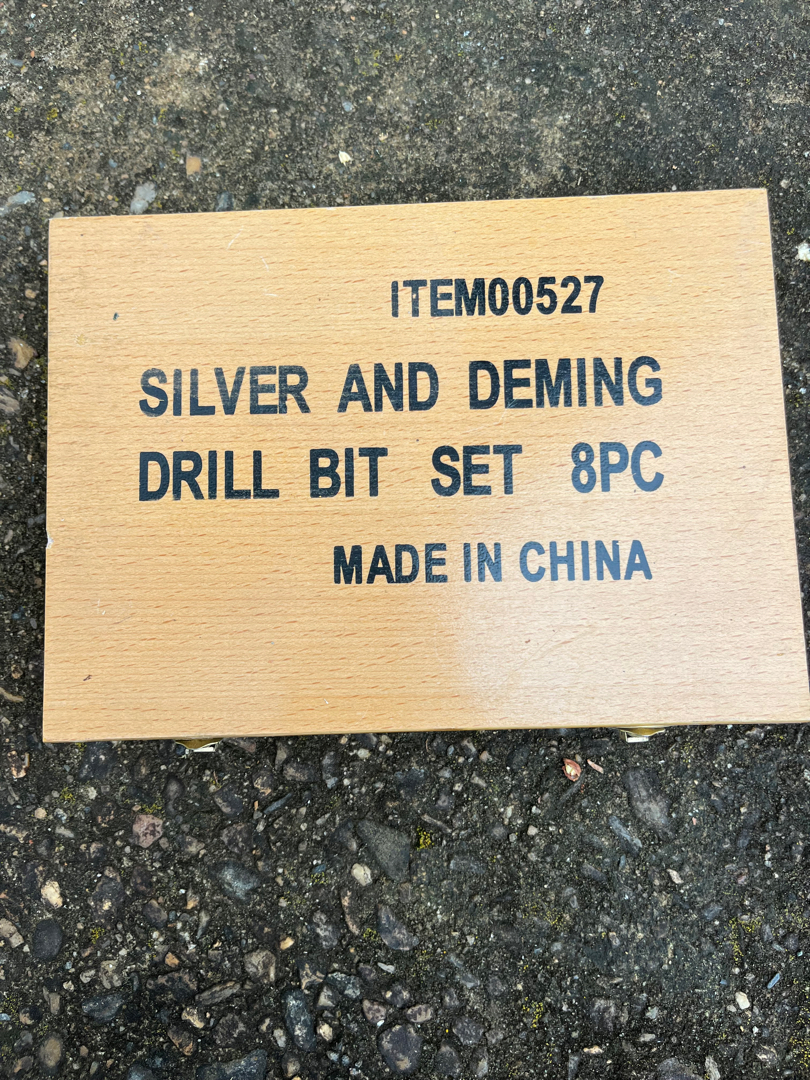 ITEM00527
SILVER AND DEMING
DRILL BIT SET 8PC
MADE IN CHINA